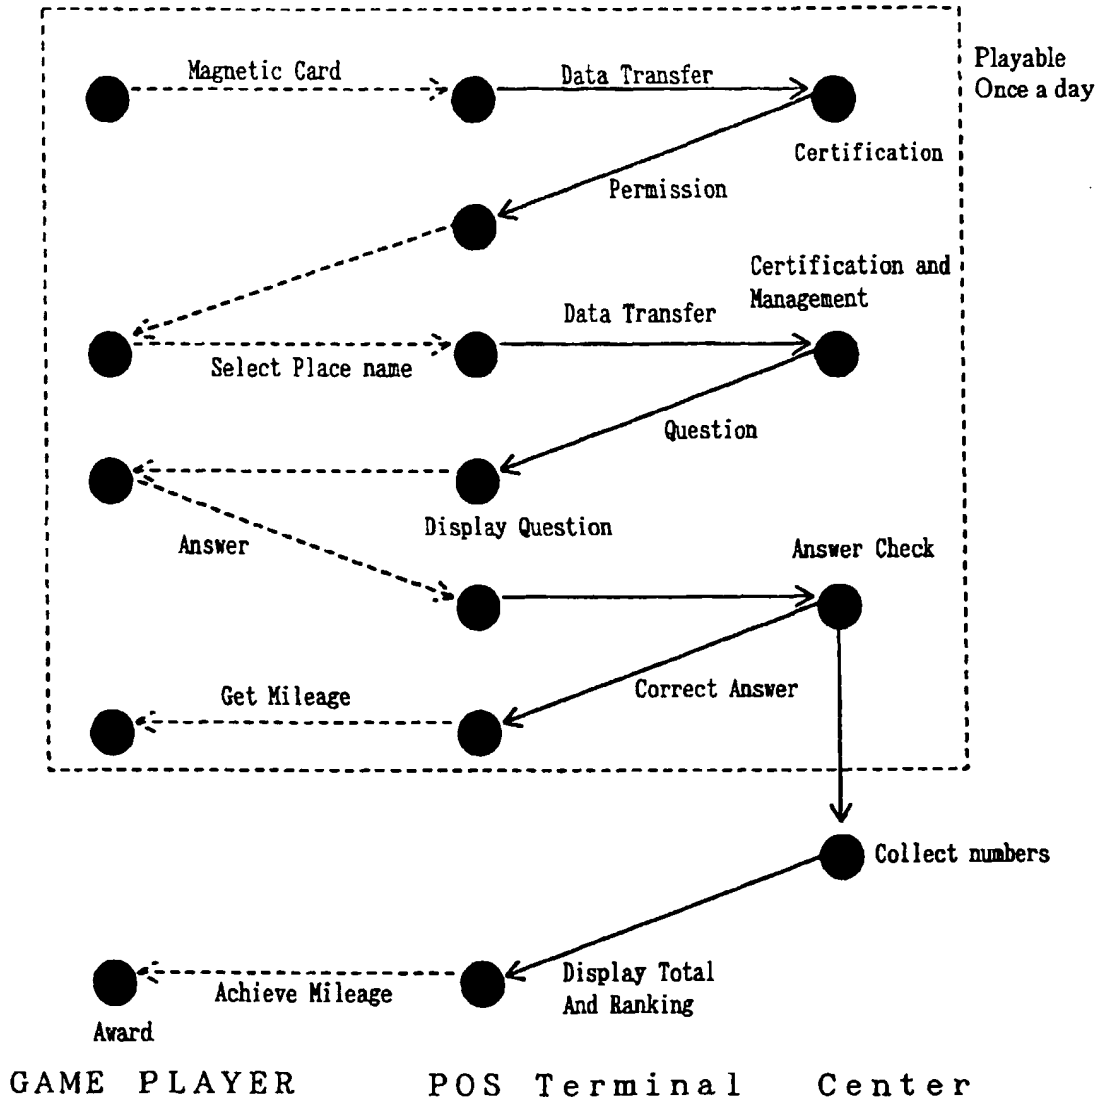 Magnetic Card
Data Transfer
Playable
Once a day
Certification
Permission
Certification and
Management
Data Transfer
Select Place name
Question
Display Question
Answer
Answer Check
Get Mileage
Correct Answer
Collect numbers
Display Total
And Ranking
Achieve Mileage
Award
GAME PLAYER
POS Terminal
Center